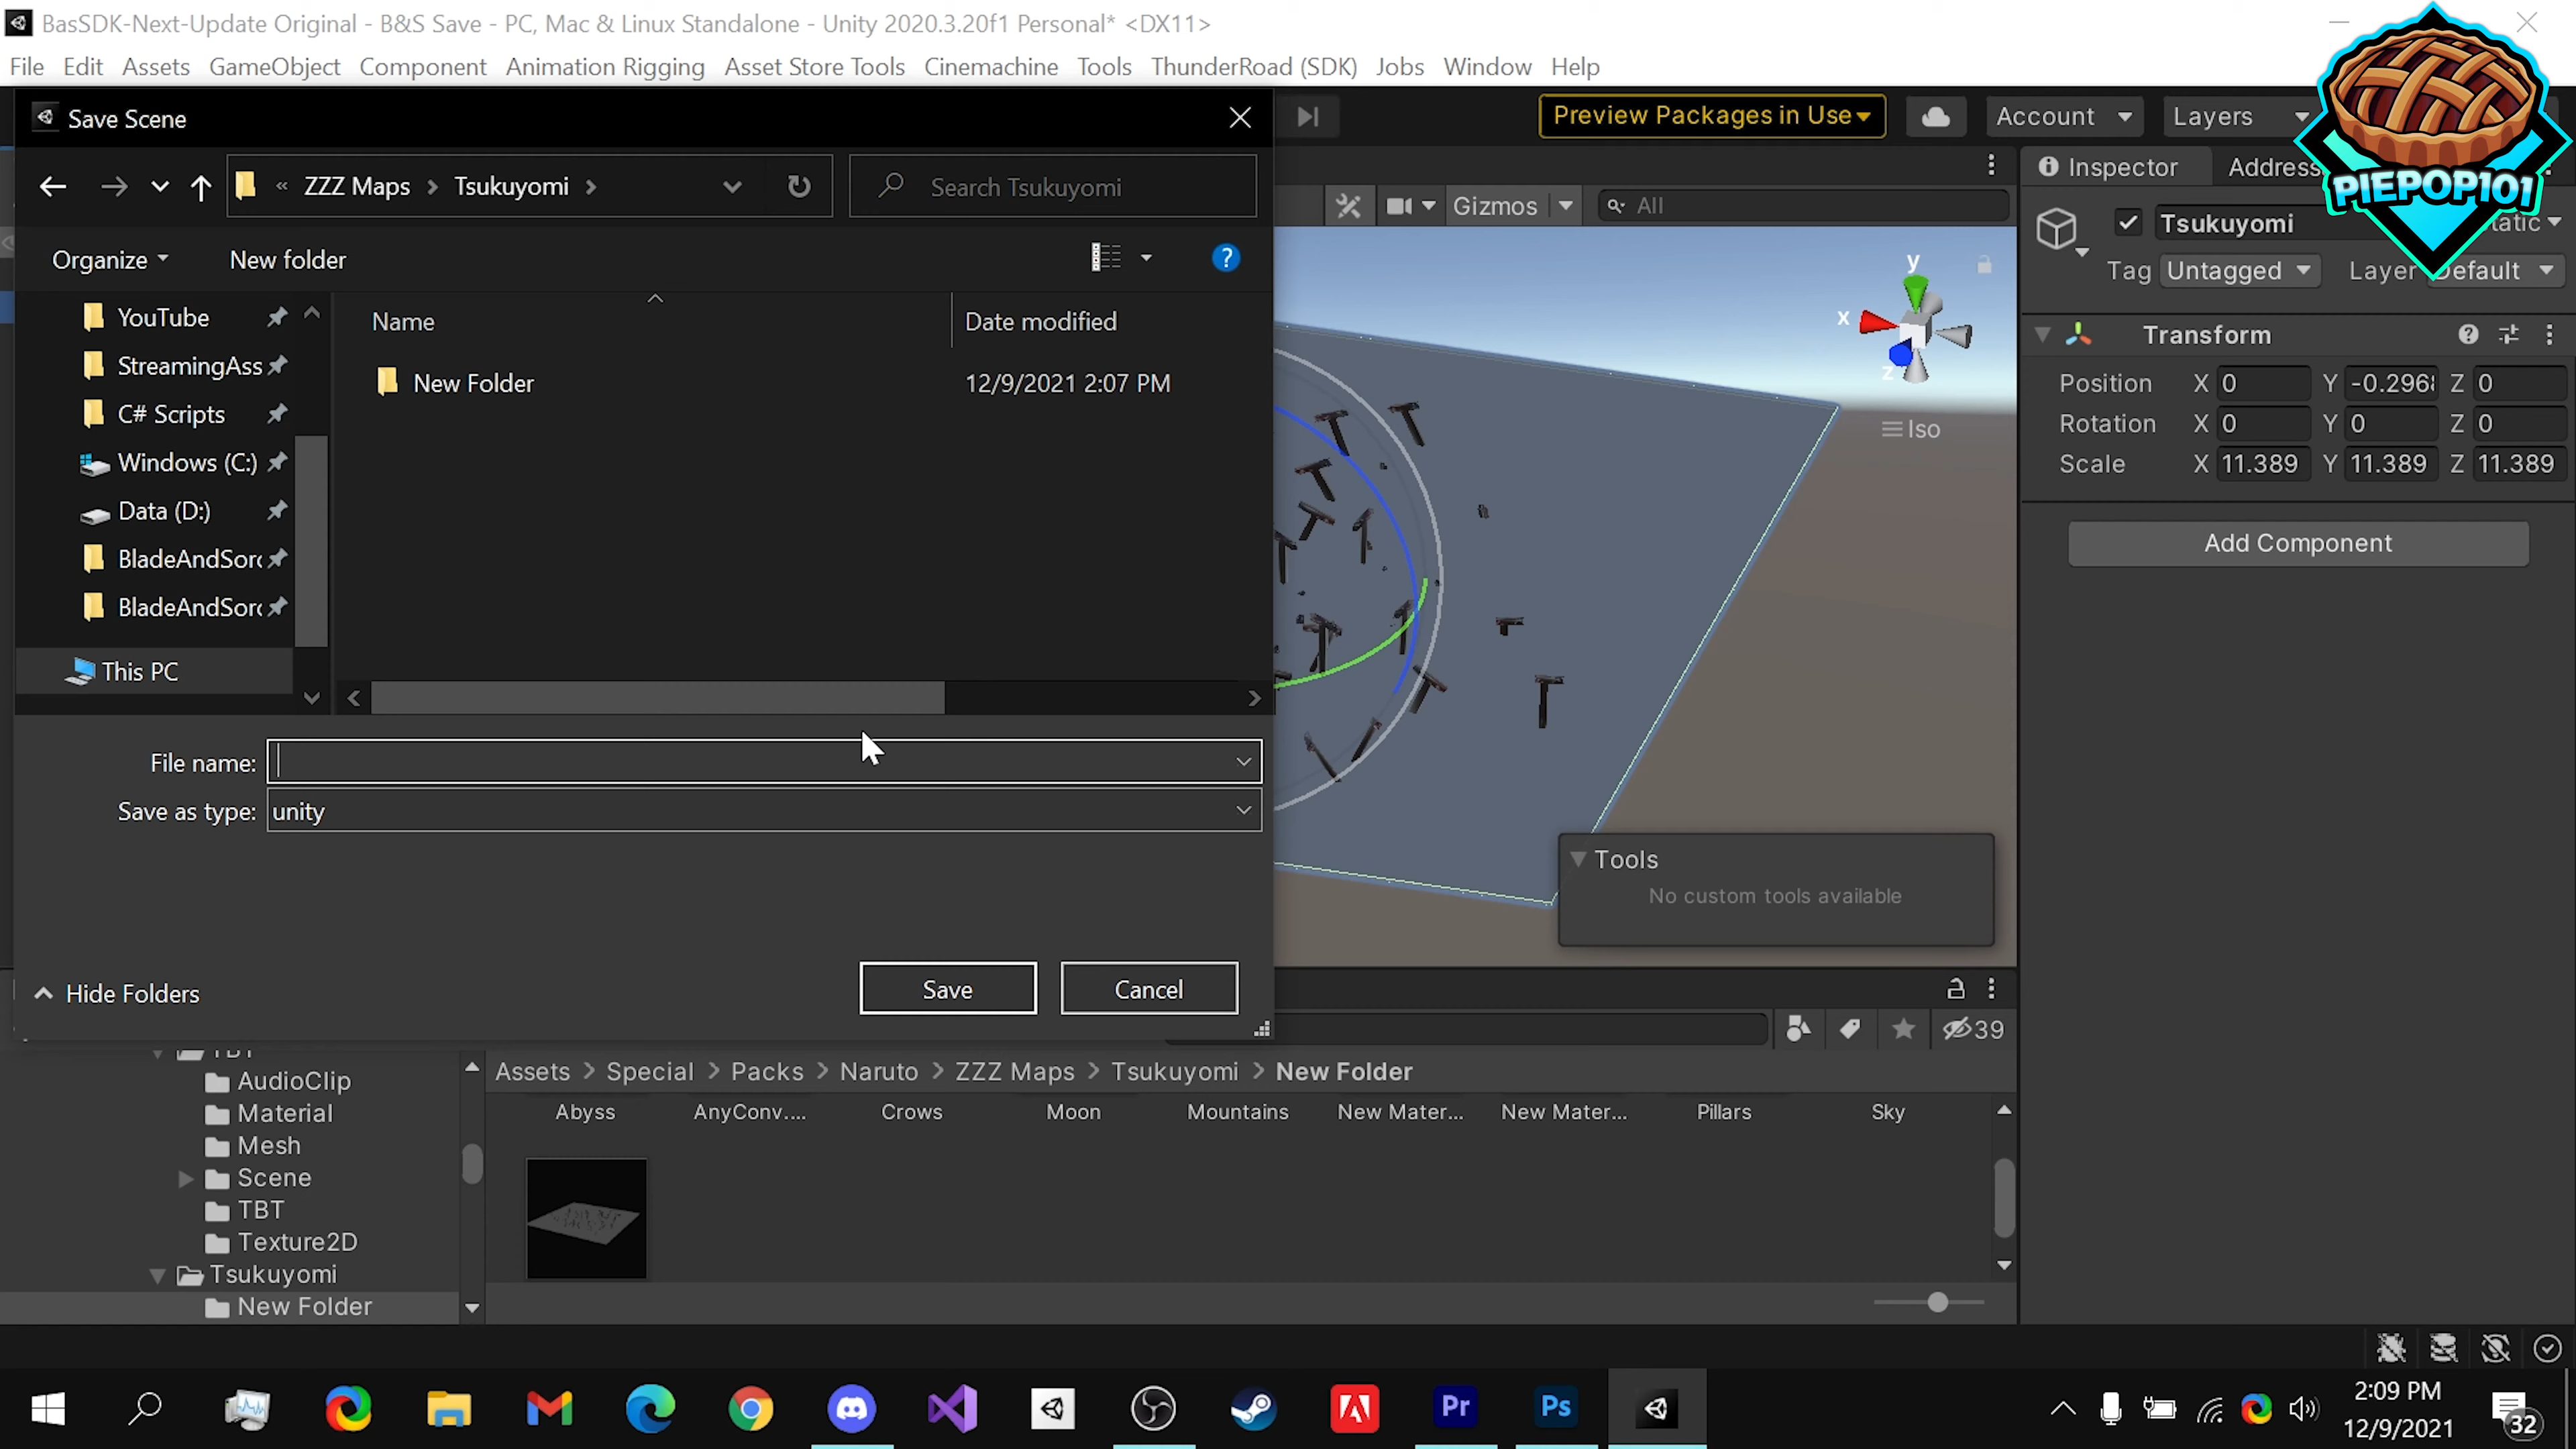 BasSDK-Next-Update Original - B&S Save - PC, Mac & Linux Standalone - Unity 2020.3.20f1 Personal* <DX11>
File Edit Assets GameObject Component Animation Rigging Asset Store Tools Cinemachine Tools ThunderRoad (SDK) Jobs Window Help
Save Scene
Preview Packages in Use
Account
Layers
PIEPOP101
« ZZZ Maps > Tsukuyomi >
Search Tsukuyomi
Gizmos
All
Inspector
Address
Organize
New folder
Tsukuyomi
tatic
Tag Untagged
Layer Default
Name
Date modified
New Folder
12/9/2021 2:07 PM
YouTube
StreamingAss
C# Scripts
Windows (C:)
Data (D:)
BladeAndSor
BladeAndSor
This PC
y
x
z
Iso
Transform
Position X 0 Y -0.296 Z 0
Rotation X 0 Y 0 Z 0
Scale X 11.389 Y 11.389 Z 11.389
Add Component
File name:
Save as type: unity
Tools
No custom tools available
Hide Folders
Save
Cancel
39
TBT
AudioClip
Material
Mesh
Scene
TBT
Texture2D
Tsukuyomi
New Folder
Assets > Special > Packs > Naruto > ZZZ Maps > Tsukuyomi > New Folder
Abyss AnyConv.... Crows Moon Mountains New Mater... New Mater... Pillars Sky
Pr
Ps
2:09 PM
12/9/2021
32